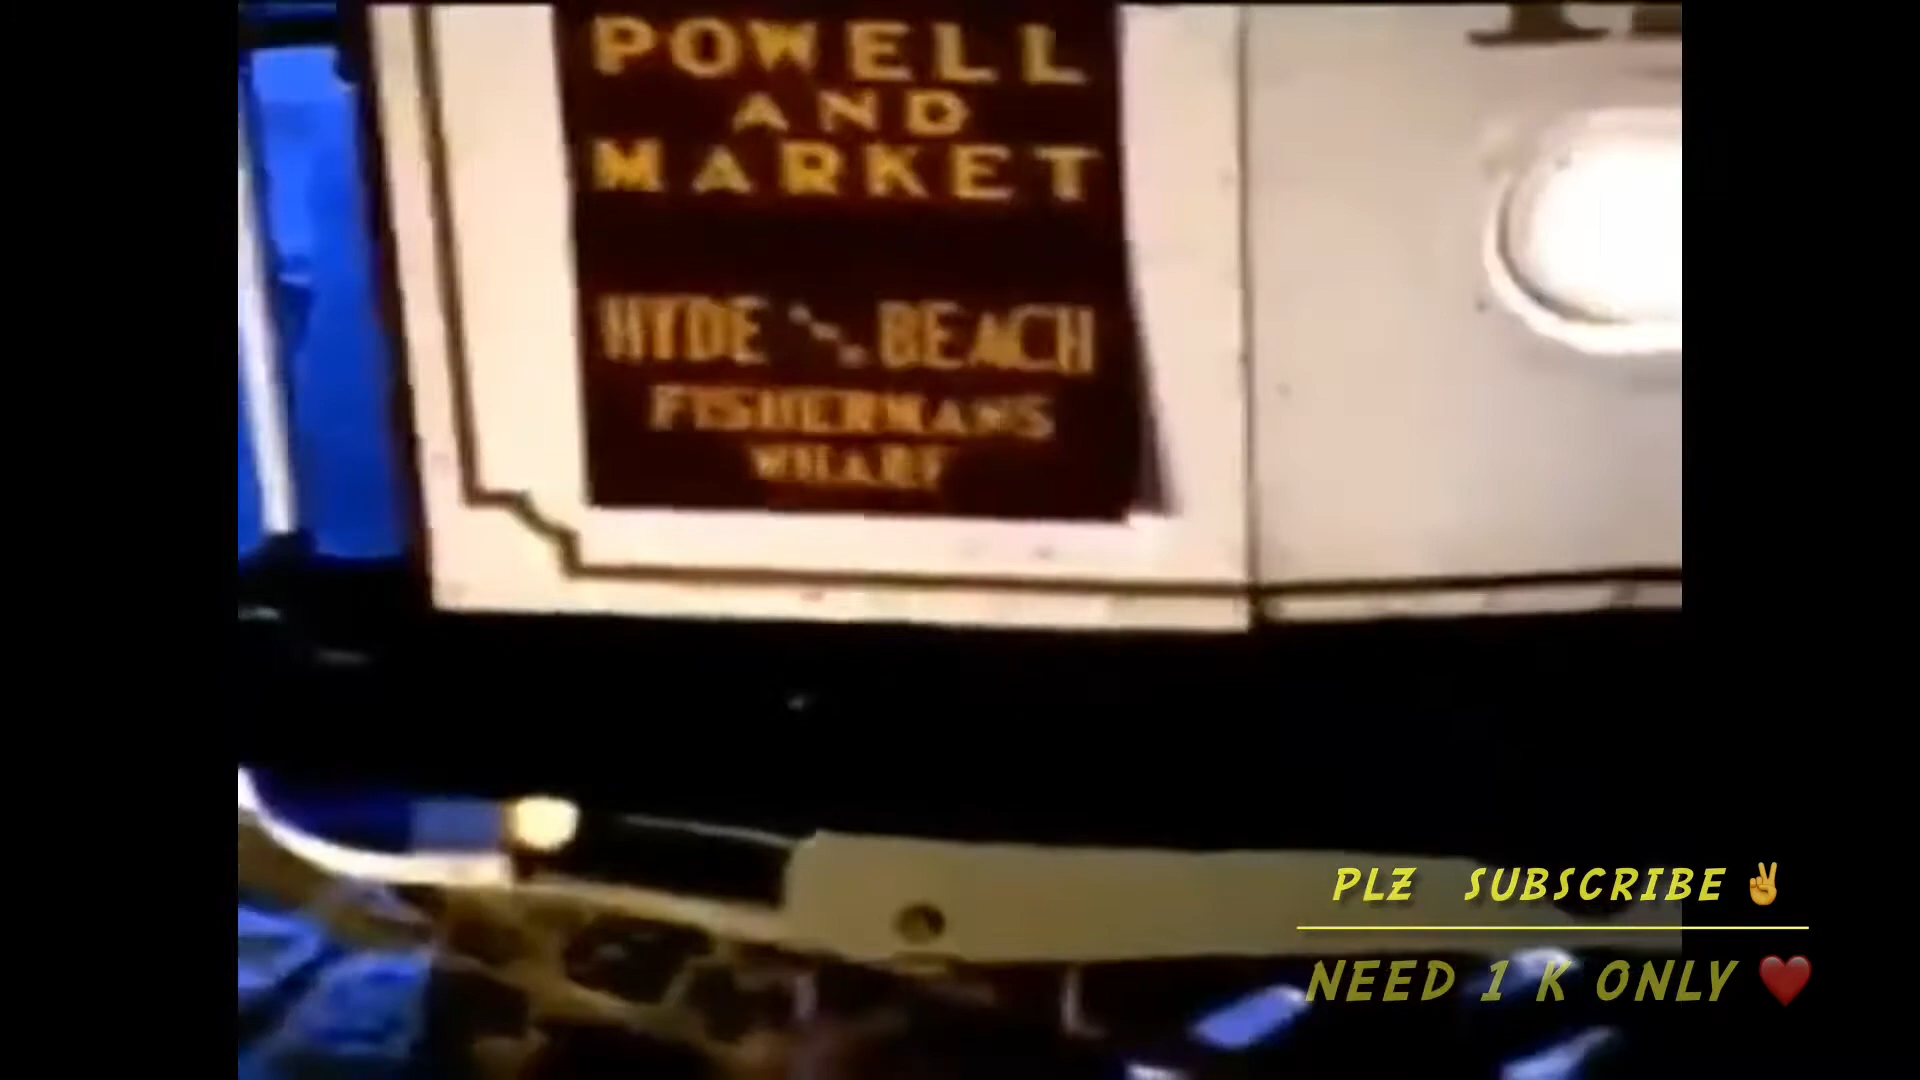 POWELL
AND
MARKET
HYDE BEACH
FISHERMANS
WHARF
PLZ SUBSCRIBE ✌️
NEED 1 K ONLY ❤️